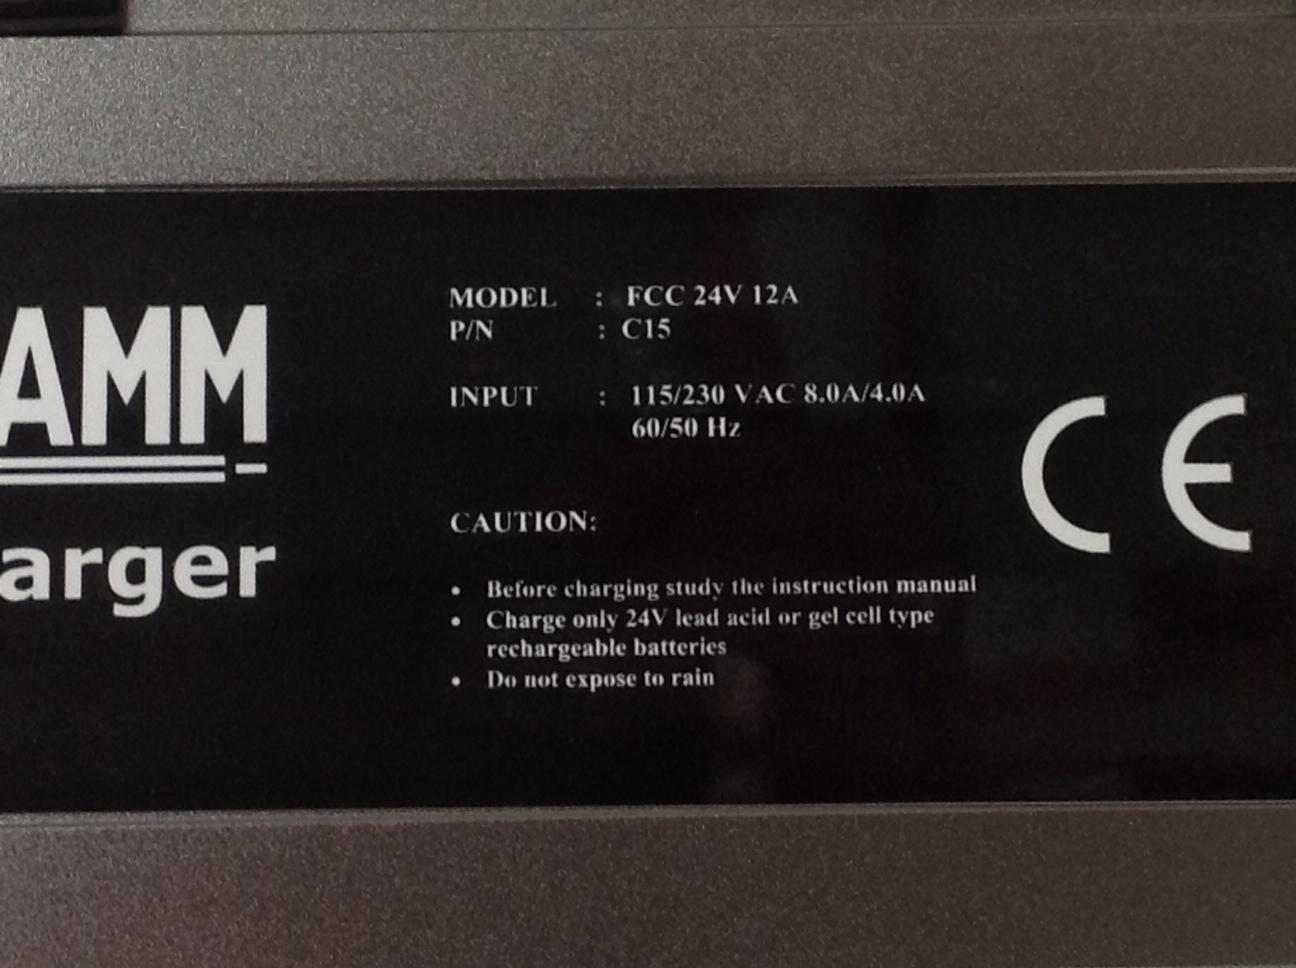 AMM
arger
MODEL : FCC 24V 12A
P/N : C15
INPUT : 115/230 VAC 8.0A/4.0A
60/50 Hz
CAUTION:
• Before charging study the instruction manual
• Charge only 24V lead acid or gel cell type
rechargeable batteries
• Do not expose to rain
CE